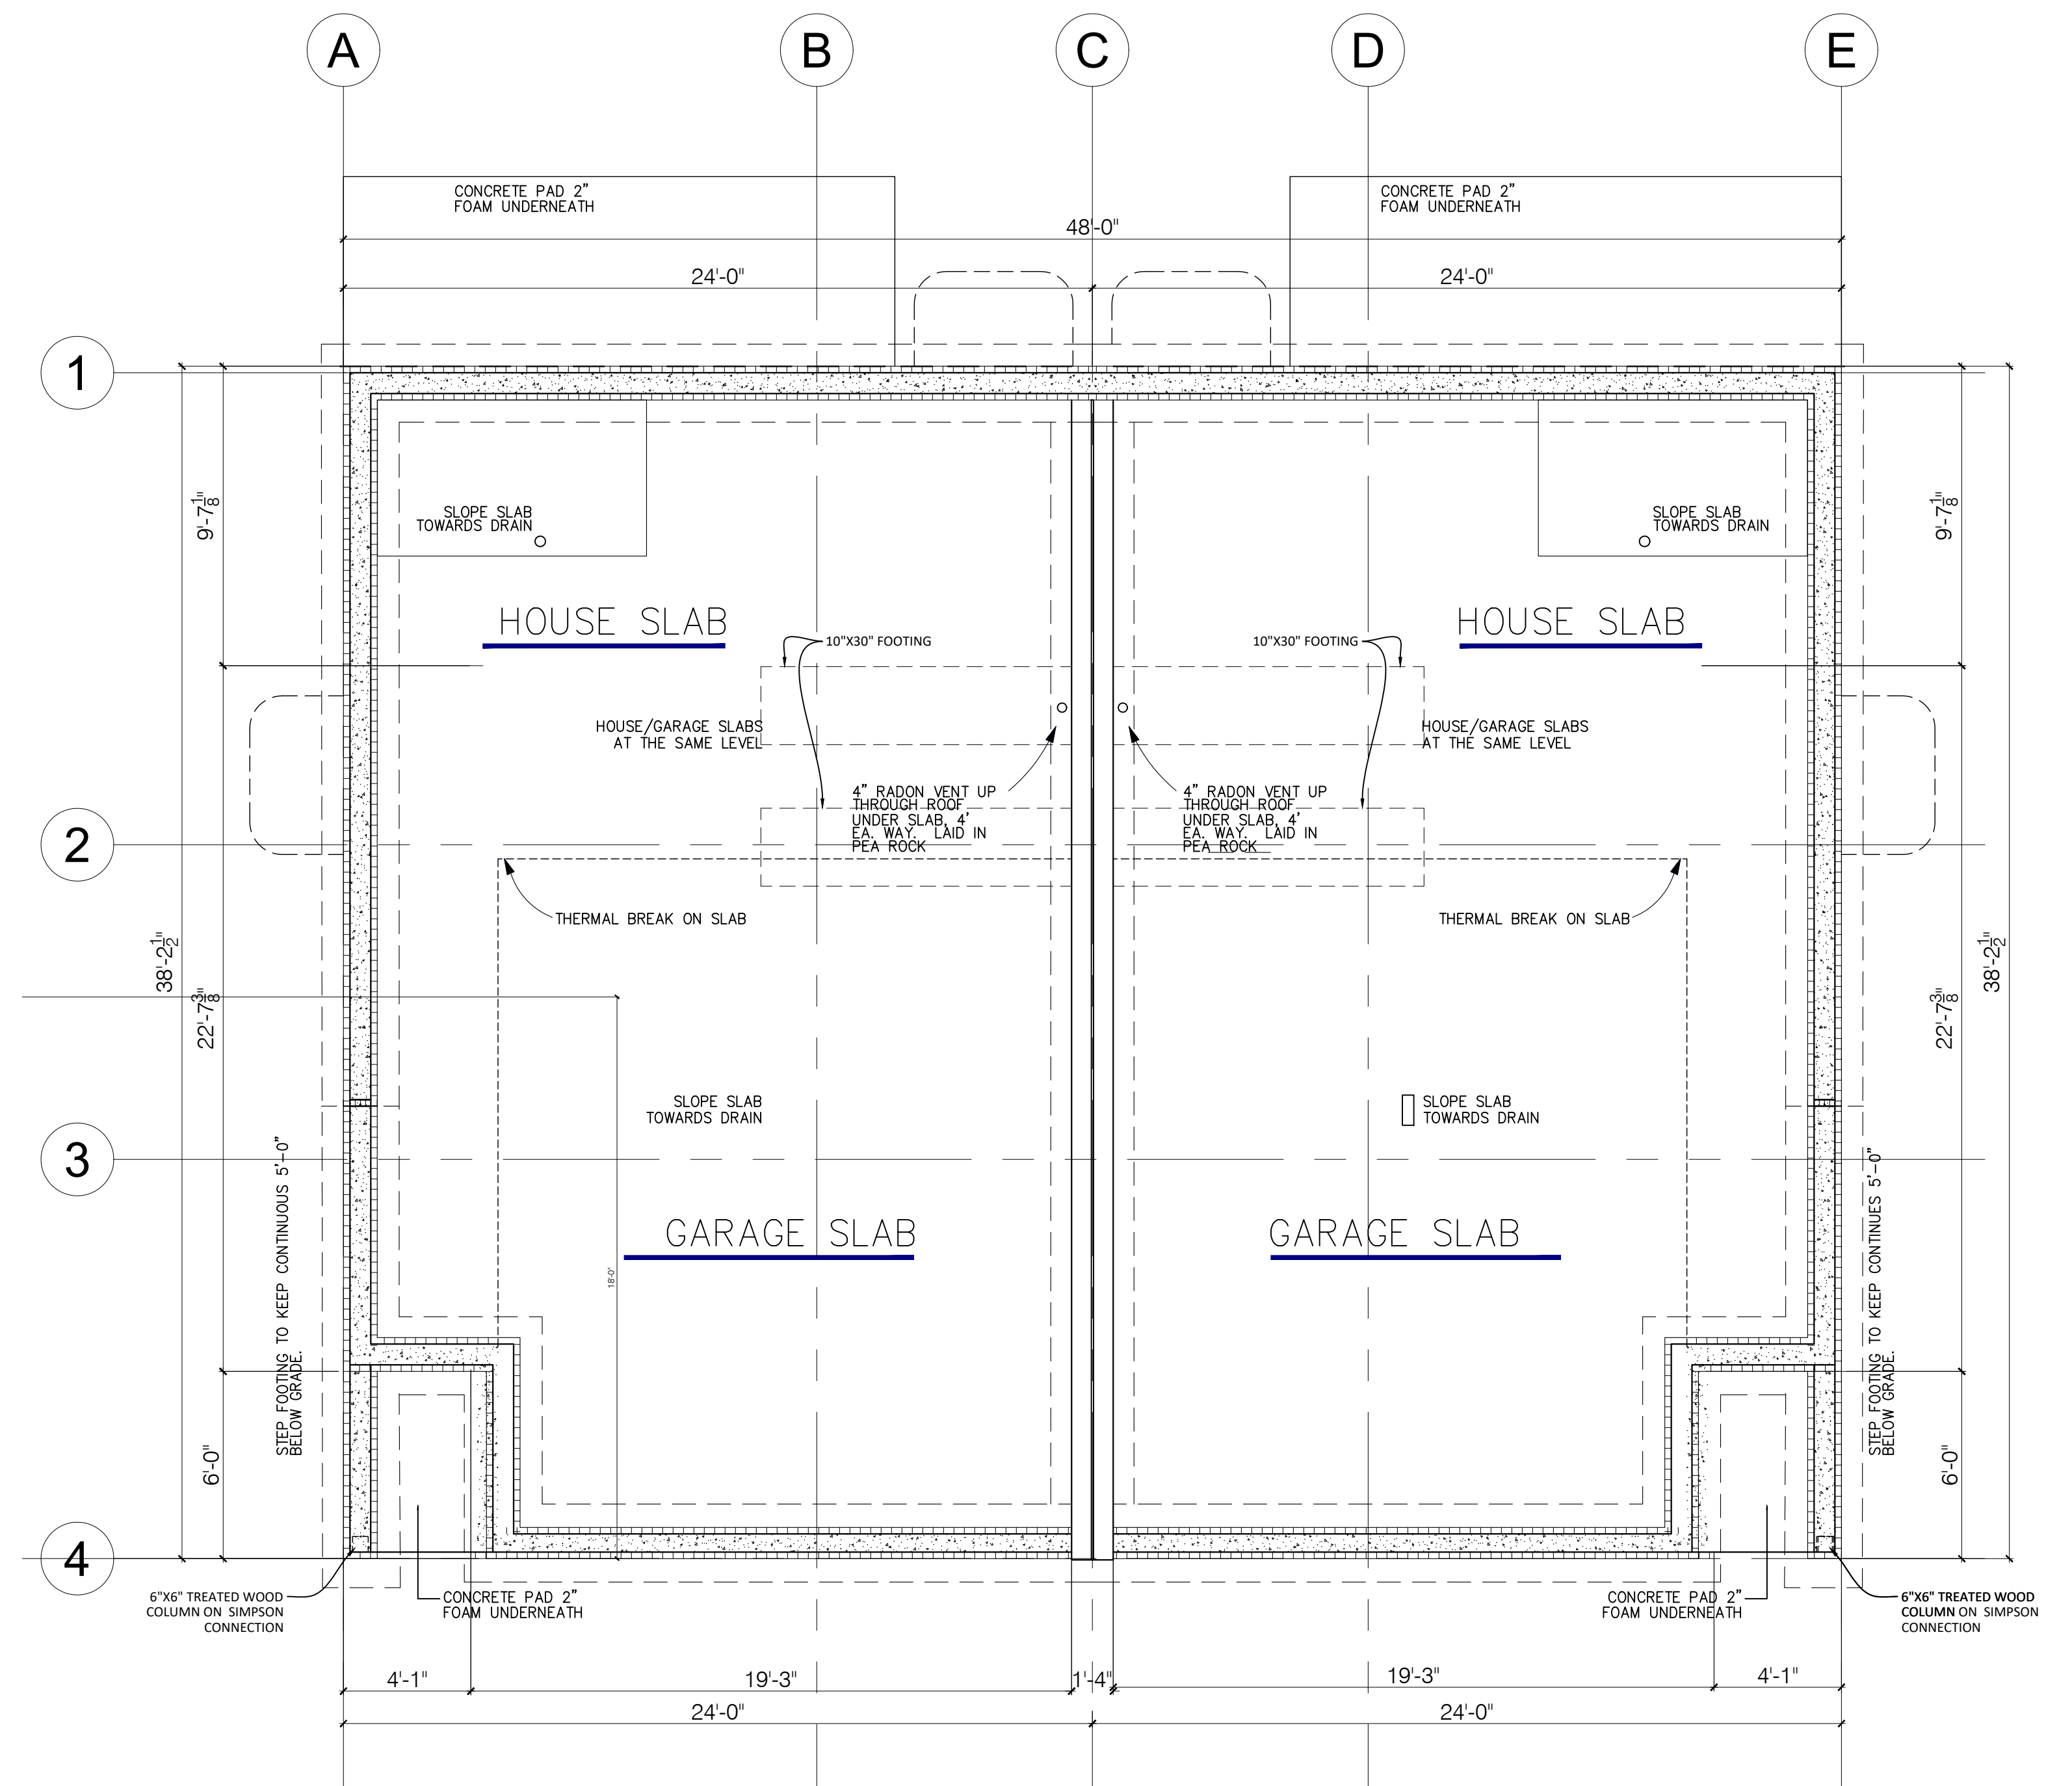 A
B
C
D
E
CONCRETE PAD 2"
FOAM UNDERNEATH
CONCRETE PAD 2"
FOAM UNDERNEATH
48'-0"
24'-0"
24'-0"
1
9'-7 1/8"
9'-7 1/8"
SLOPE SLAB
TOWARDS DRAIN
SLOPE SLAB
TOWARDS DRAIN
HOUSE SLAB
HOUSE SLAB
10"X30" FOOTING
10"X30" FOOTING
HOUSE/GARAGE SLABS
AT THE SAME LEVEL
HOUSE/GARAGE SLABS
AT THE SAME LEVEL
4" RADON VENT UP
THROUGH ROOF
UNDER SLAB, 4'
EA. WAY. LAID IN
PEA ROCK
4" RADON VENT UP
THROUGH ROOF
UNDER SLAB, 4'
EA. WAY. LAID IN
PEA ROCK
2
THERMAL BREAK ON SLAB
THERMAL BREAK ON SLAB
38'-2 1/2"
22'-7 3/8"
22'-7 3/8"
38'-2 1/2"
SLOPE SLAB
TOWARDS DRAIN
SLOPE SLAB
TOWARDS DRAIN
3
STEP FOOTING TO KEEP CONTINUOUS 5'-0"
BELOW GRADE.
STEP FOOTING TO KEEP CONTINUES 5'-0"
BELOW GRADE.
GARAGE SLAB
GARAGE SLAB
18'-0"
6'-0"
6'-0"
4
6"X6" TREATED WOOD
COLUMN ON SIMPSON
CONNECTION
CONCRETE PAD 2"
FOAM UNDERNEATH
CONCRETE PAD 2"
FOAM UNDERNEATH
6"X6" TREATED WOOD
COLUMN ON SIMPSON
CONNECTION
4'-1"
19'-3"
1'-4"
19'-3"
4'-1"
24'-0"
24'-0"